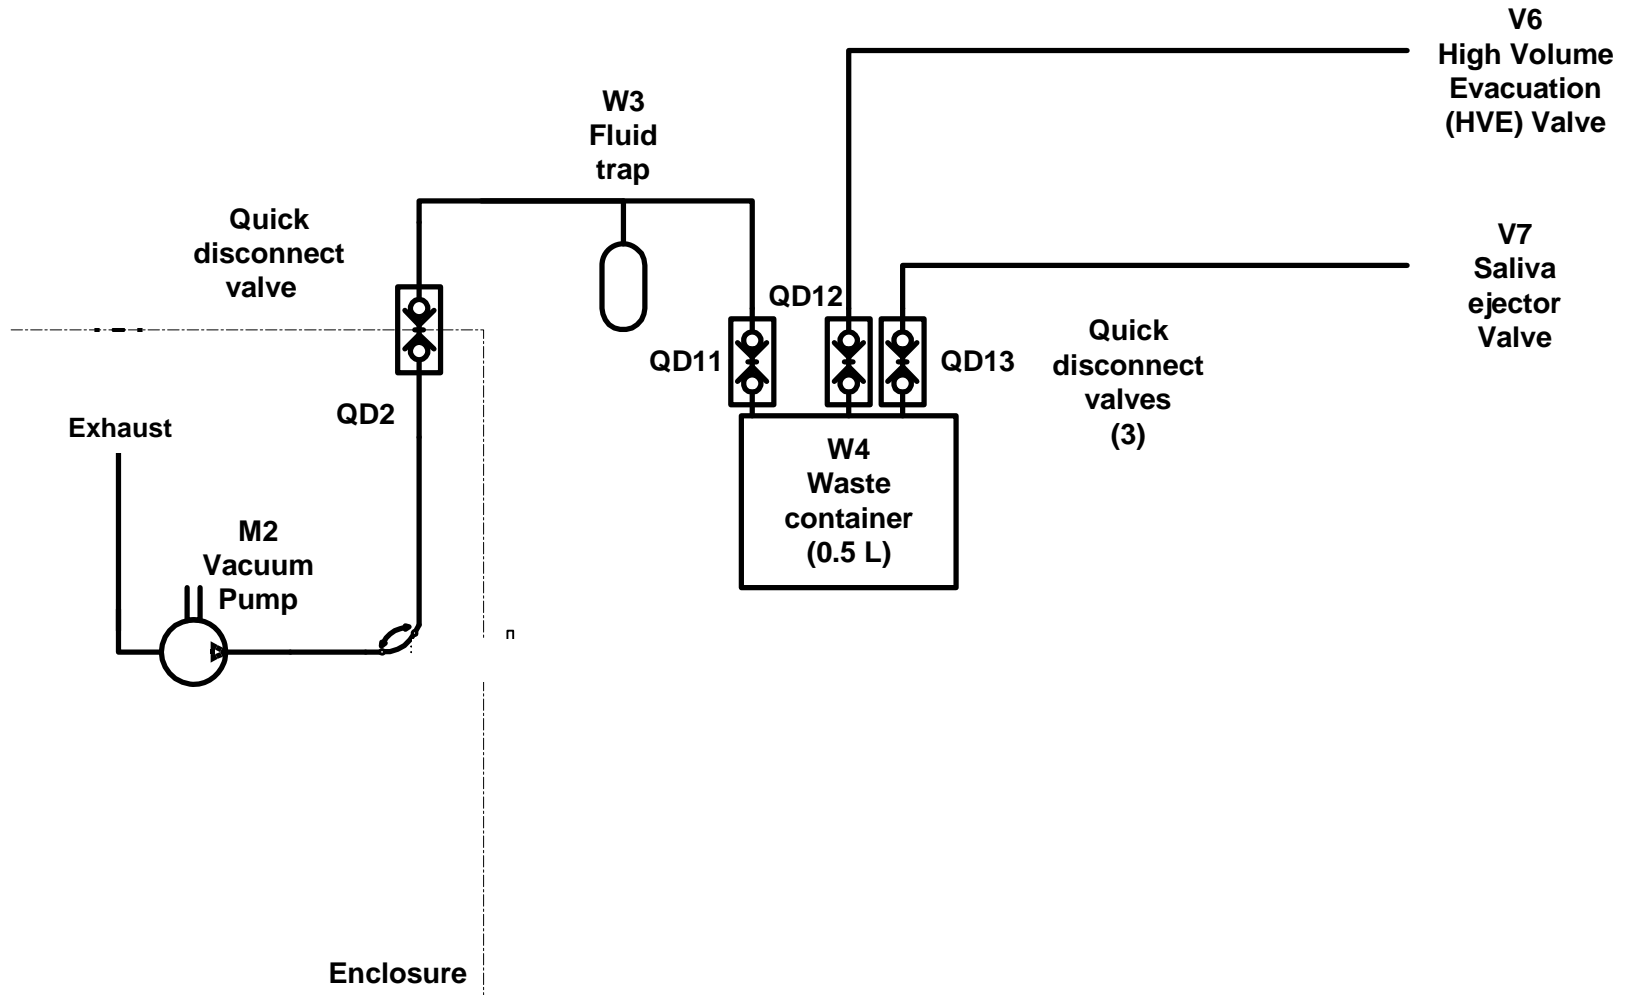 V6
High Volume
Evacuation
(HVE) Valve
W3
Fluid
trap
Quick
disconnect
valve
V7
Saliva
ejector
Valve
QD12
QD11
QD13
Quick
disconnect
valves
(3)
QD2
Exhaust
W4
Waste
container
(0.5 L)
M2
Vacuum
Pump
Enclosure